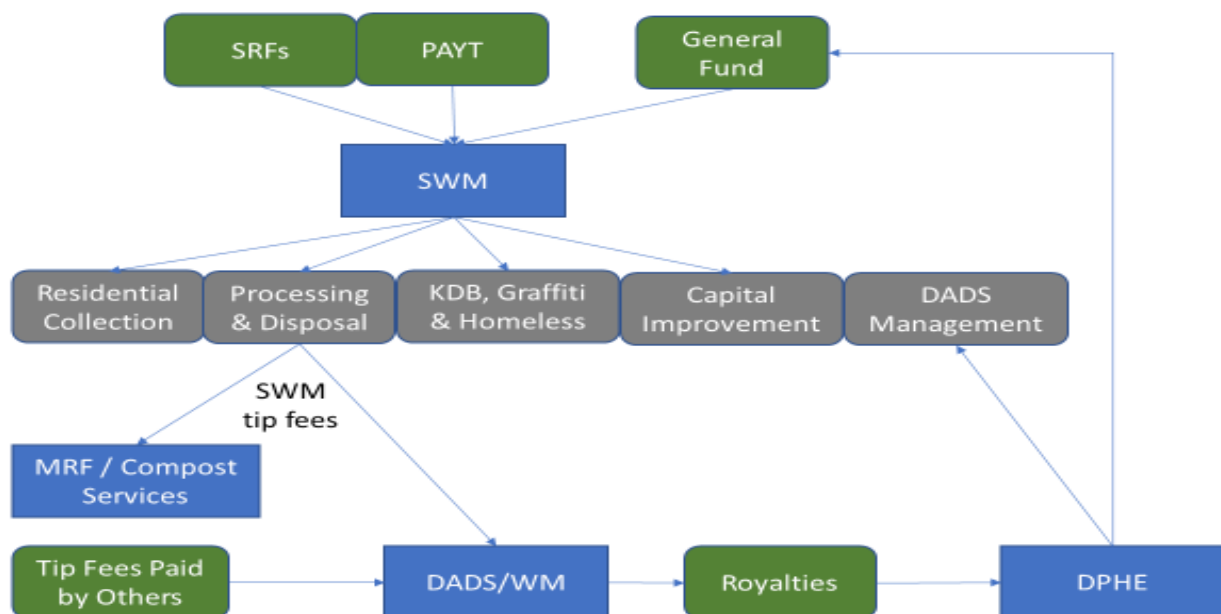 SRFs
PAYT
General
Fund
SWM
Residential
Collection
Processing
& Disposal
KDB, Graffiti
& Homeless
Capital
Improvement
DADS
Management
SWM
tip fees
MRF / Compost
Services
Tip Fees Paid
by Others
DADS/WM
Royalties
DPHE